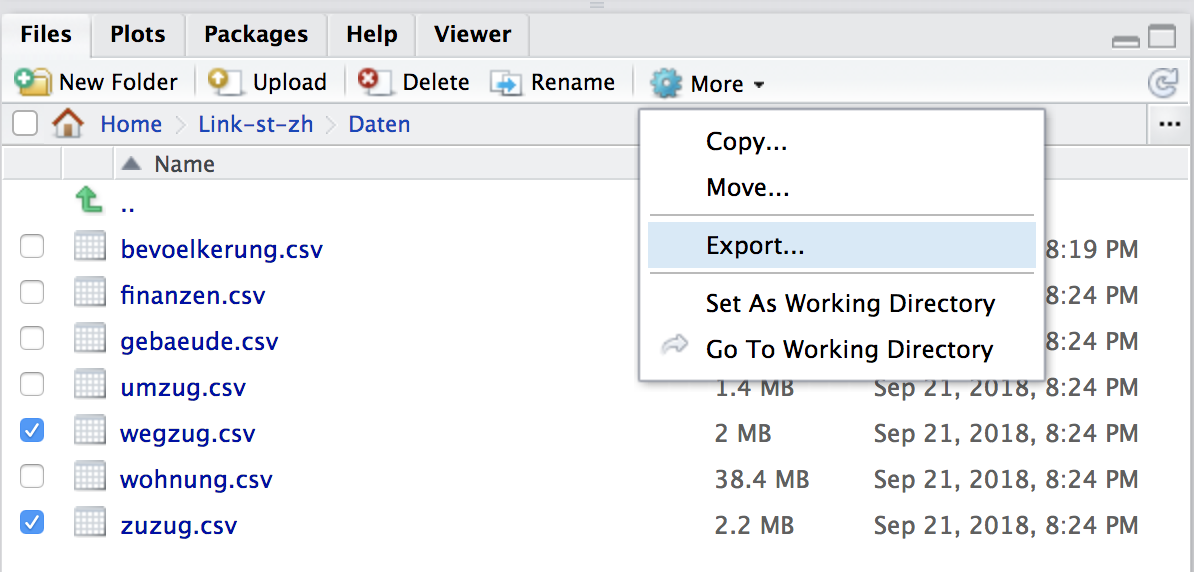 Files Plots Packages Help Viewer
New Folder Upload Delete Rename More
Home Link-st-zh Daten ...
Copy...
Move...
Export...
Set As Working Directory
Go To Working Directory
Name
..
bevoelkerung.csv 8:19 PM
finanzen.csv 8:24 PM
gebaeude.csv 8:24 PM
umzug.csv 1.4 MB Sep 21, 2018, 8:24 PM
wegzug.csv 2 MB Sep 21, 2018, 8:24 PM
wohnung.csv 38.4 MB Sep 21, 2018, 8:24 PM
zuzug.csv 2.2 MB Sep 21, 2018, 8:24 PM